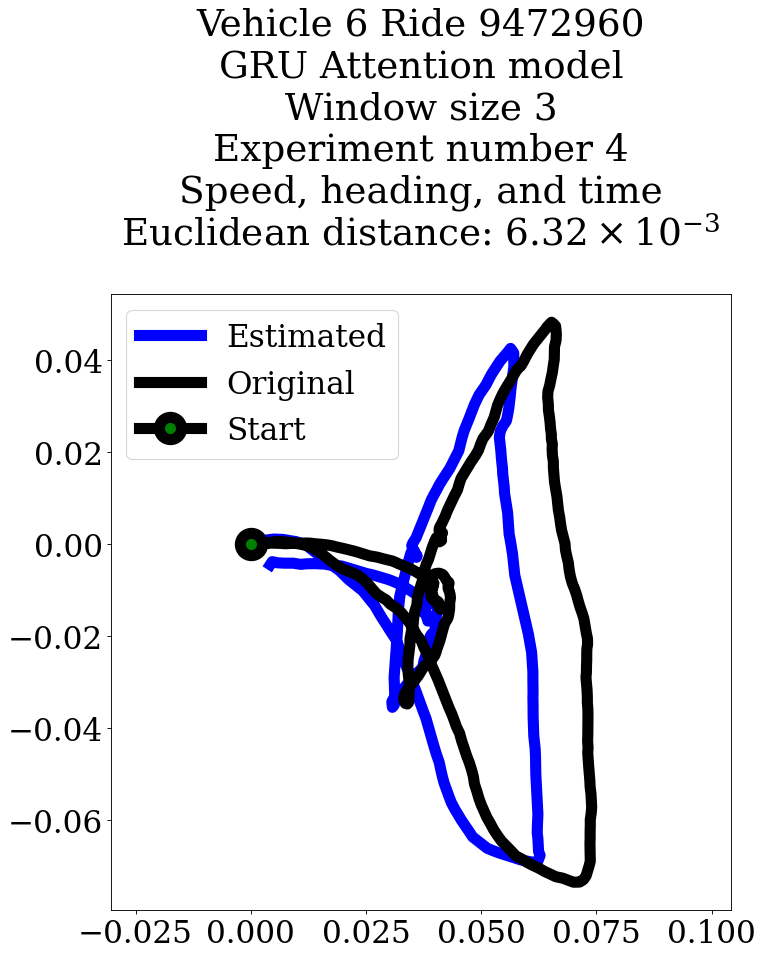 Vehicle 6 Ride 9472960
GRU Attention model
Window size 3
Experiment number 4
Speed, heading, and time
Euclidean distance: 6.32 × 10⁻³
Estimated
Original
Start
0.04
0.02
0.00
−0.02
−0.04
−0.06
−0.025 0.000 0.025 0.050 0.075 0.100